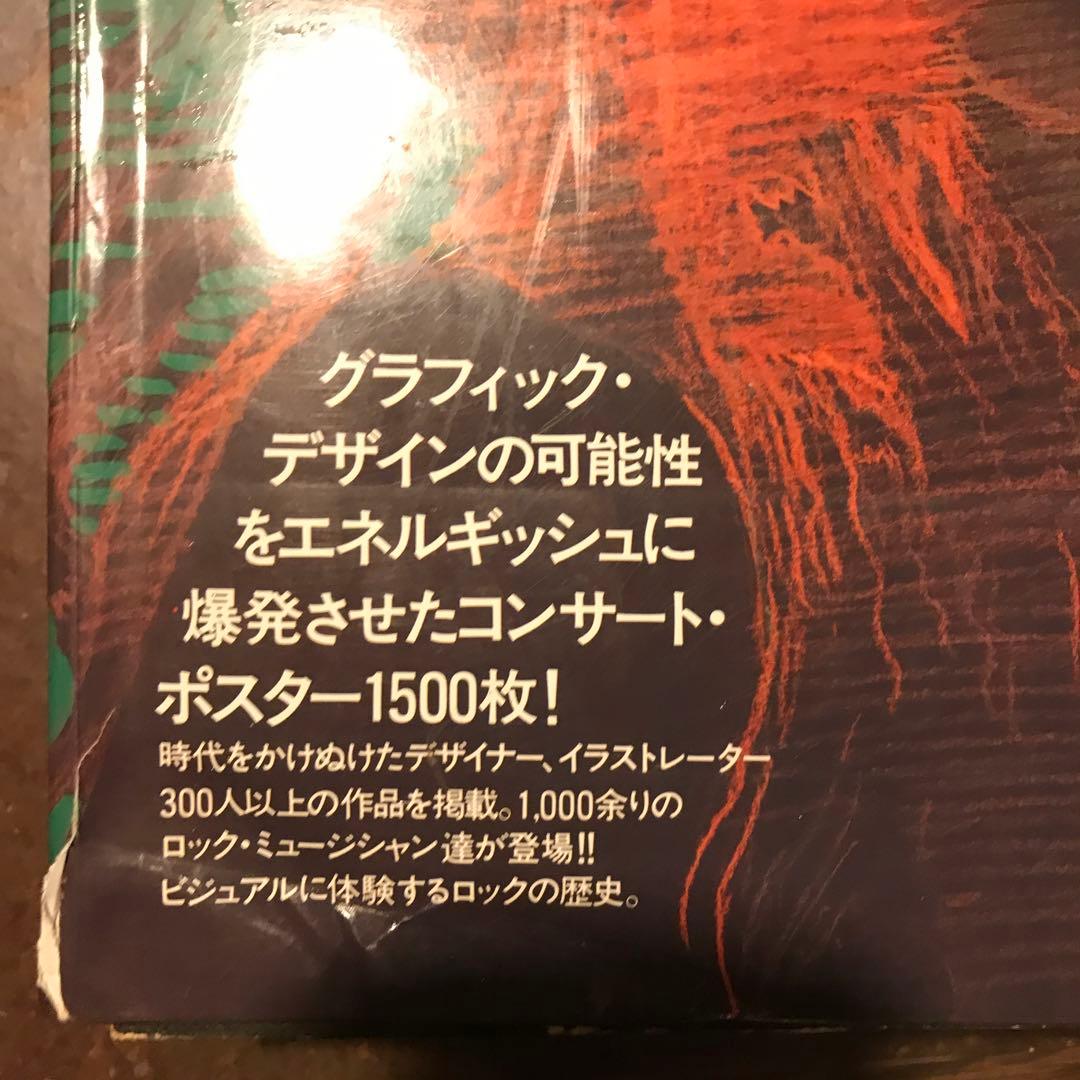 グラフィック・
デザインの可能性
をエネルギッシュに
爆発させたコンサート・
ポスター1500枚!
時代をかけぬけたデザイナー、イラストレーター
300人以上の作品を掲載。1,000余りの
ロック・ミュージシャン達が登場!!
ビジュアルに体験するロックの歴史。